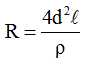 R = 4d²ℓ / ρ